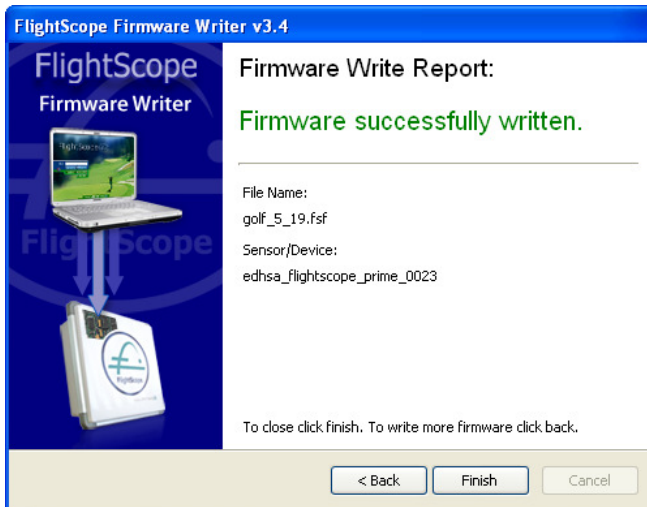 FlightScope Firmware Writer v3.4
FlightScope
Firmware Writer
FlightScope
FlightScope
Firmware Write Report:
Firmware successfully written.
File Name:
golf_5_19.fsf
Sensor/Device:
edhsa_flightscope_prime_0023
To close click finish. To write more firmware click back.
< Back
Finish
Cancel